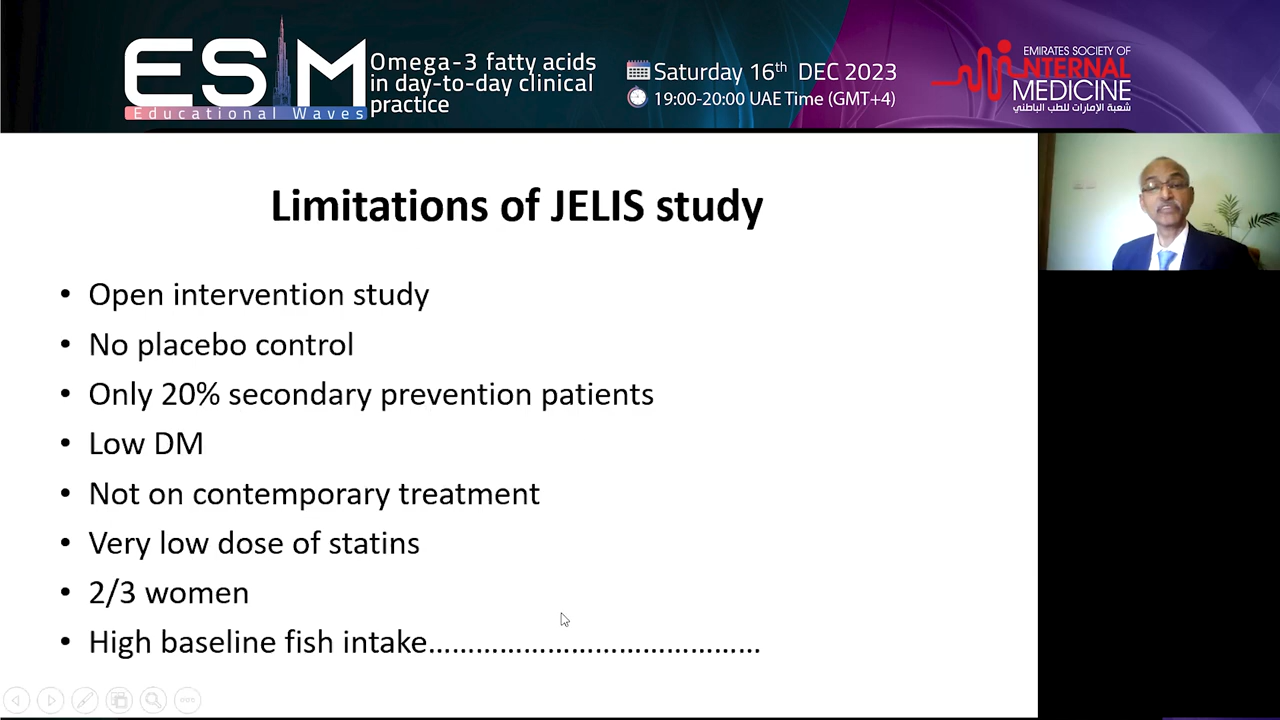 ESM
Educational Waves
Omega-3 fatty acids
in day-to-day clinical
practice
Saturday 16th DEC 2023
19:00-20:00 UAE Time (GMT+4)
EMIRATES SOCIETY OF
INTERNAL
MEDICINE
شعبة الإمارات للطب الباطني
Limitations of JELIS study
• Open intervention study
• No placebo control
• Only 20% secondary prevention patients
• Low DM
• Not on contemporary treatment
• Very low dose of statins
• 2/3 women
• High baseline fish intake……………………………………